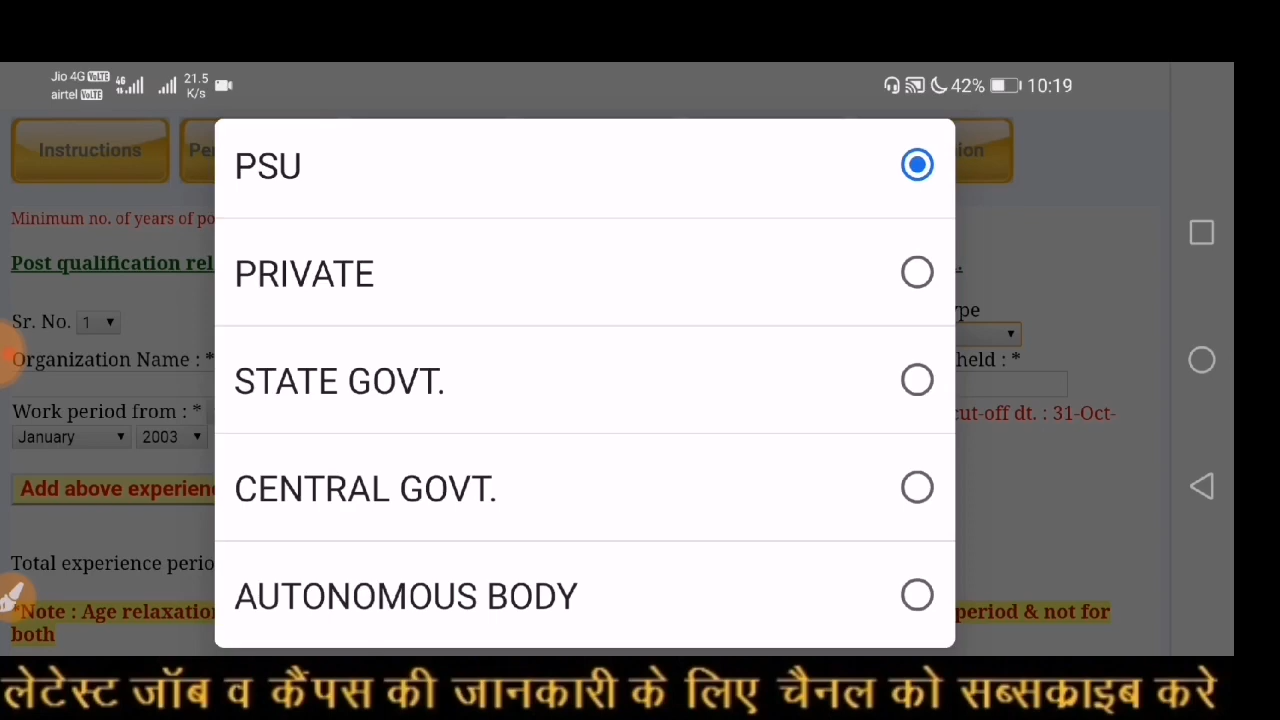 Jio 4G VoLTE 4G 21.5 42% 10:19
airtel VoLTE K/s
Instructions Pe ion
PSU
Minimum no. of years of po
Post qualification rel
PRIVATE
Sr. No. 1 pe
Organization Name : * held : *
STATE GOVT.
Work period from : * cut-off dt. : 31-Oct-
January 2003
Add above experien
CENTRAL GOVT.
Total experience perio
AUTONOMOUS BODY
*Note : Age relaxation period & not for
both
लेटेस्ट जॉब व कैंपस की जानकारी के लिए चैनल को सब्सक्राइब करे